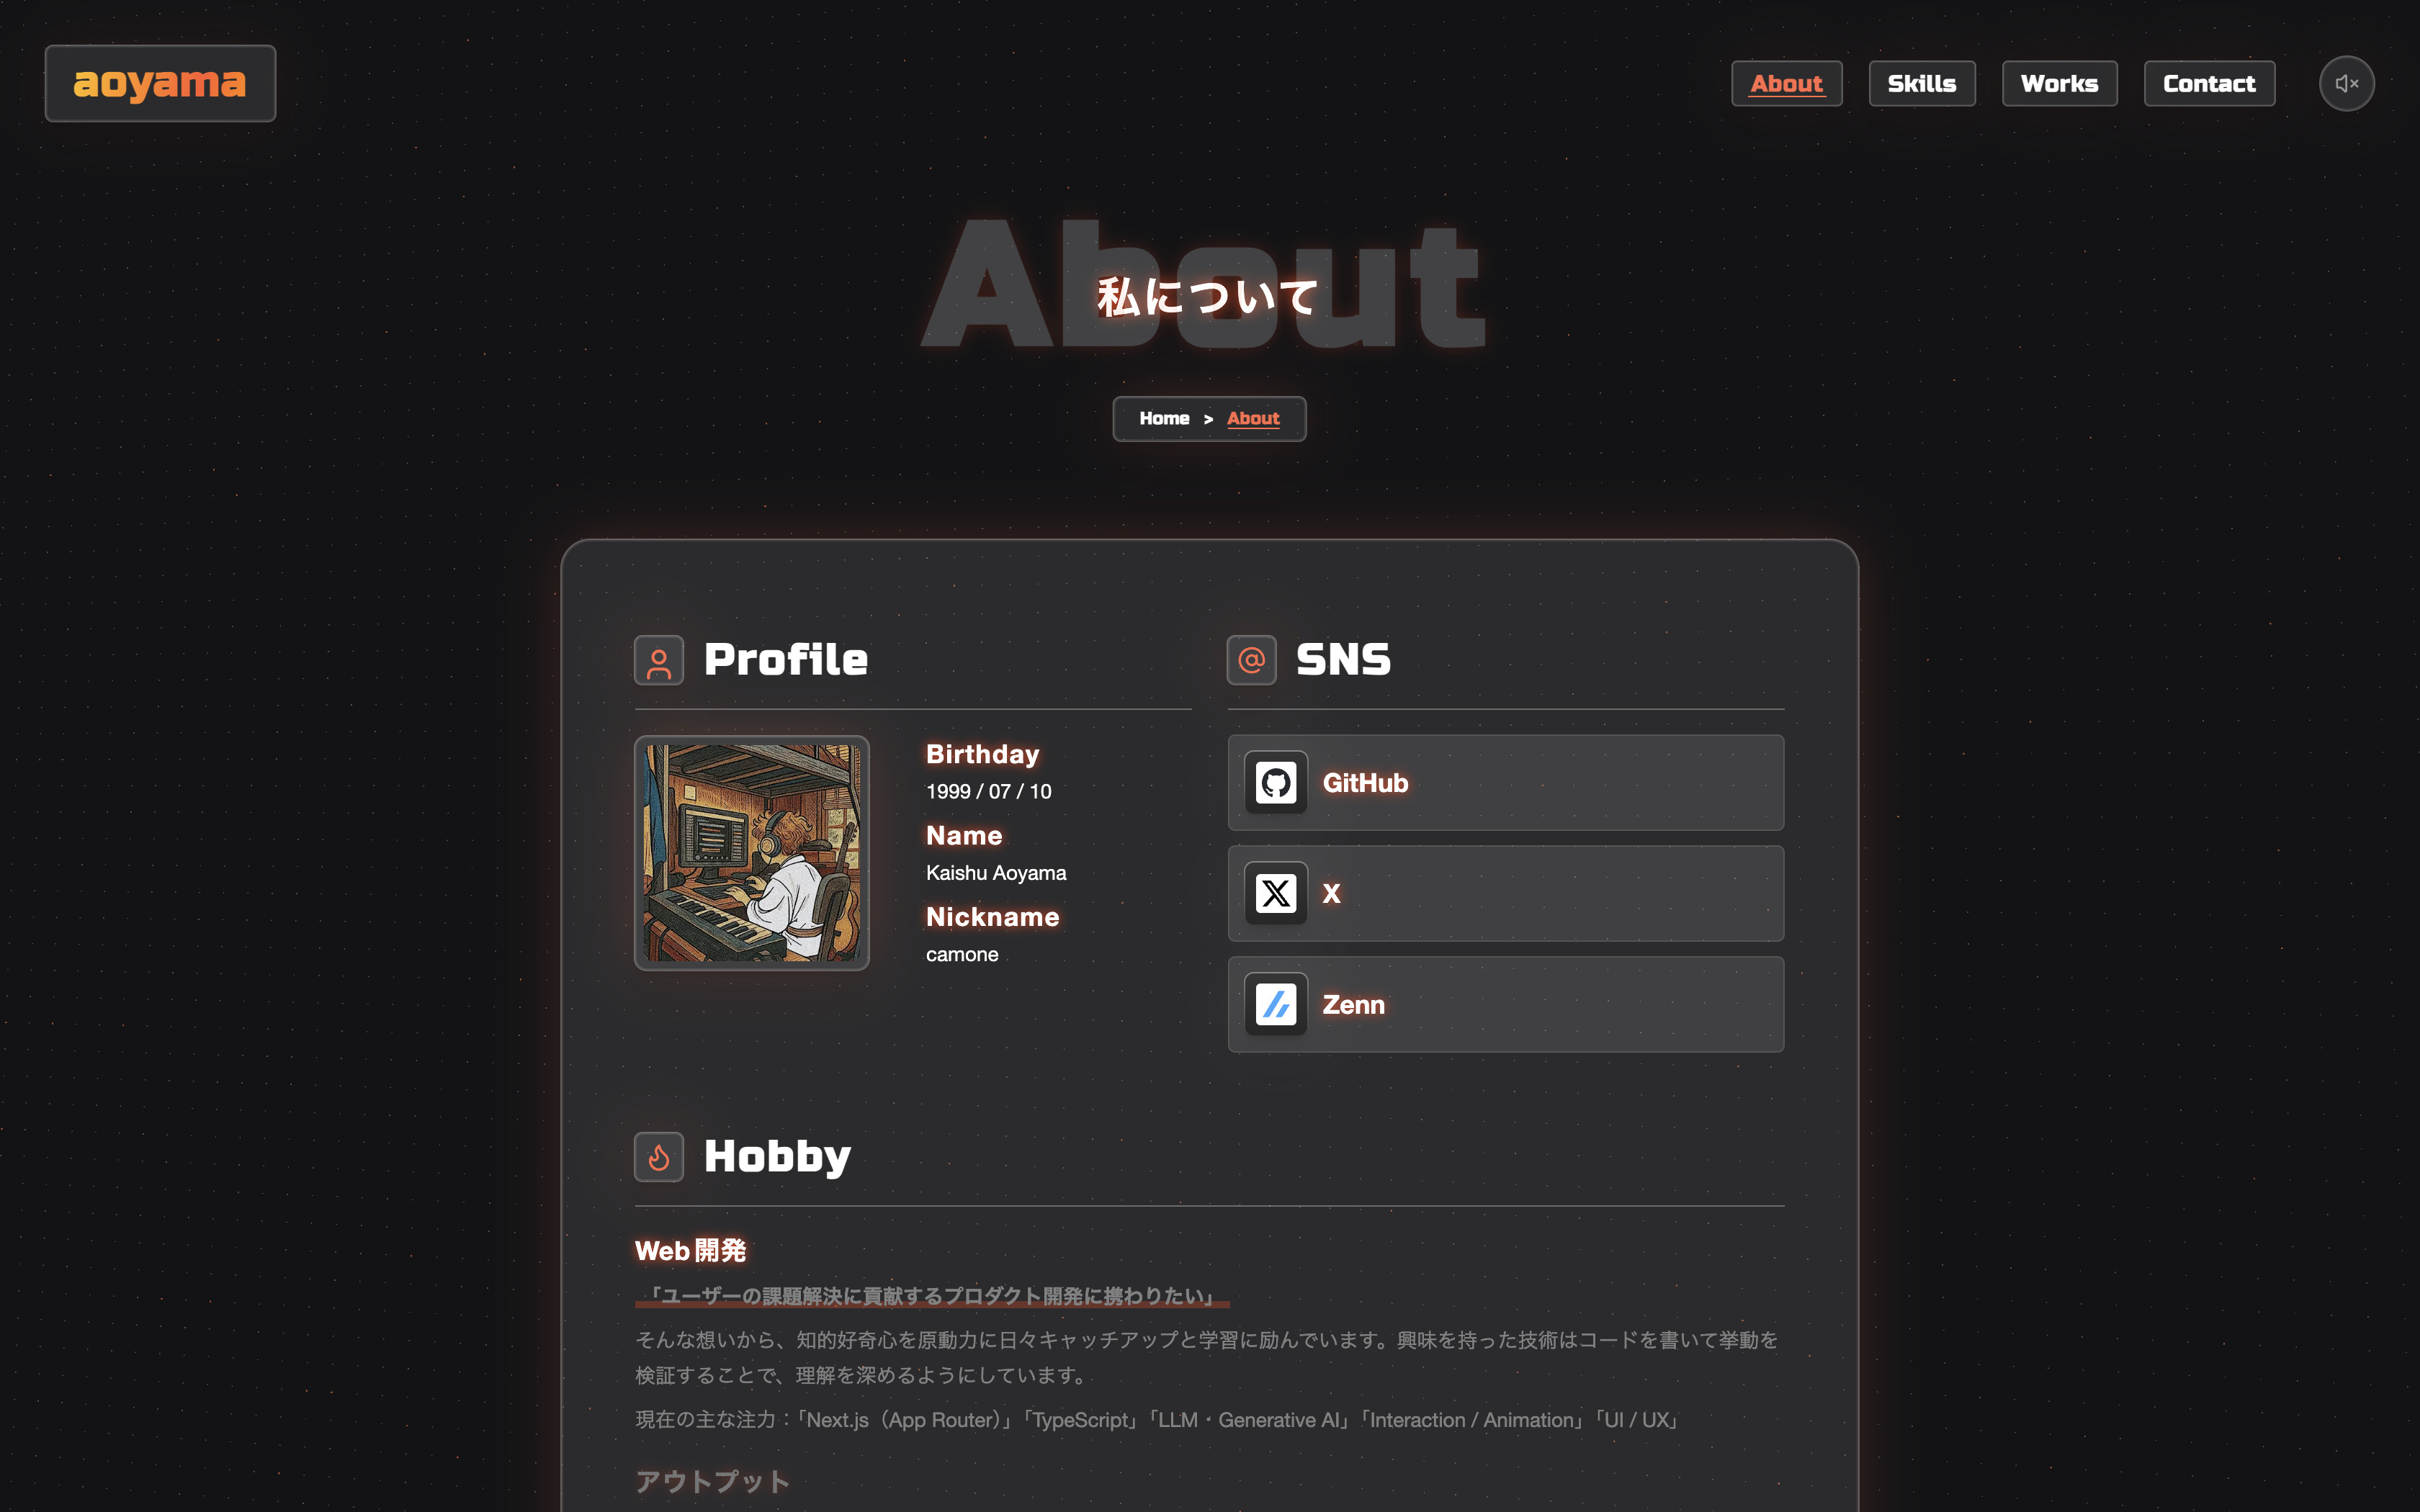 aoyama
About
Skills
Works
Contact
About
私について
Home > About
Profile
Birthday
1999 / 07 / 10
Name
Kaishu Aoyama
Nickname
camone
SNS
GitHub
X
Zenn
Hobby
Web開発
「ユーザーの課題解決に貢献するプロダクト開発に携わりたい」
そんな想いから、知的好奇心を原動力に日々キャッチアップと学習に励んでいます。興味を持った技術はコードを書いて挙動を
検証することで、理解を深めるようにしています。
現在の主な注力：「Next.js（App Router）」「TypeScript」「LLM・Generative AI」「Interaction / Animation」「UI / UX」
アウトプット